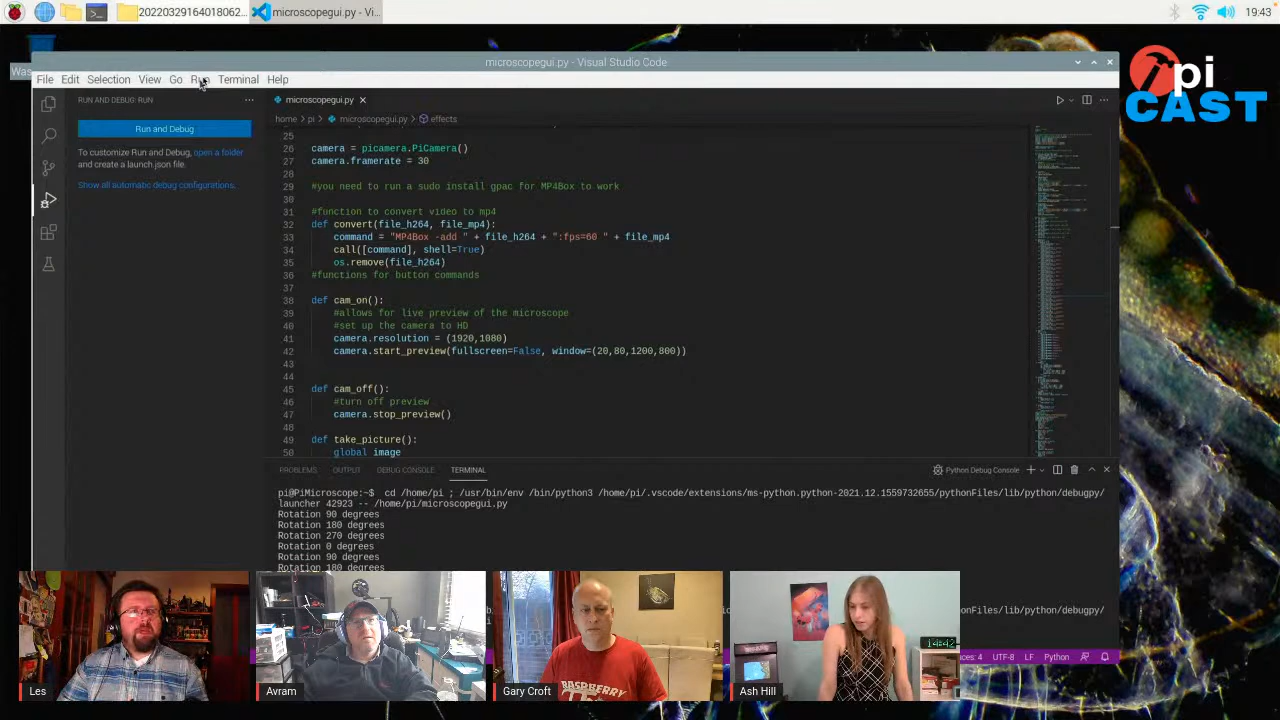 20220329164018062...
microscopegui.py - Vi...
19:43
Was
microscopegui.py - Visual Studio Code
File Edit Selection View Go Run Terminal Help
pi
CAST
RUN AND DEBUG: RUN
microscopegui.py
home > pi > microscopegui.py > effects
Run and Debug
To customize Run and Debug, open a folder
and create a launch.json file.
Show all automatic debug configurations.
25
26 camera = picamera.PiCamera()
27 camera.framerate = 30
28
29 #you need to run a sudo install gpac for MP4Box to work
30
31 #function to convert video to mp4
32 def convert(file_h264, file_mp4):
33 command = "MP4Box -add " + file_h264 + ":fps=60 " + file_mp4
34 call([command], shell=True)
35 os.remove(file_h264)
36 #functions for button commands
37
38 def cam_on():
39 #allows for live preview of the microscope
40 #set up the camera to HD
41 camera.resolution = (1920,1080)
42 camera.start_preview(fullscreen=False, window=(20,80,1200,800))
43
44
45 def cam_off():
46 #turn off preview
47 camera.stop_preview()
48
49 def take_picture():
50 global image
PROBLEMS OUTPUT DEBUG CONSOLE TERMINAL
Python Debug Console
pi@PiMicroscope:~$ cd /home/pi ; /usr/bin/env /bin/python3 /home/pi/.vscode/extensions/ms-python.python-2021.12.1559732655/pythonFiles/lib/python/debugpy/
launcher 42923 -- /home/pi/microscopegui.py
Rotation 90 degrees
Rotation 180 degrees
Rotation 270 degrees
Rotation 0 degrees
Rotation 90 degrees
Rotation 180 degrees
les/lib/python/debugpy/
RASPBERRY
14:42
aces: 4 UTF-8 LF Python
Les
Avram
Gary Croft
Ash Hill